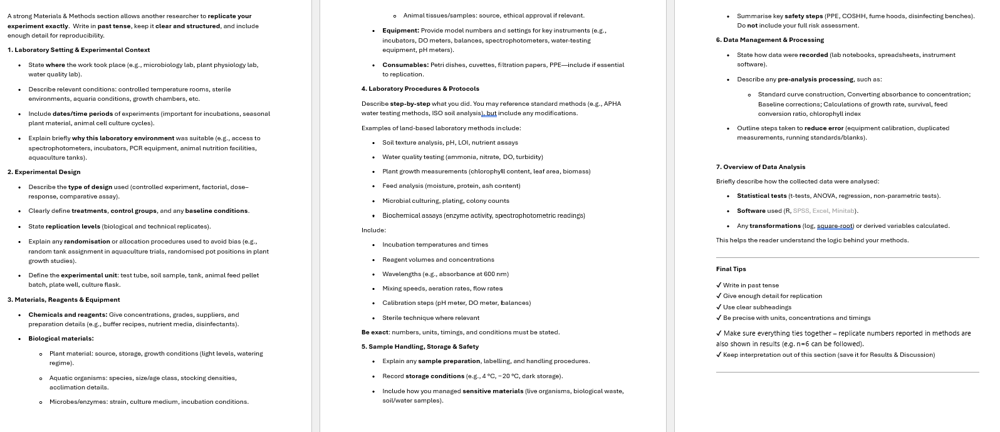 A strong Materials & Methods section allows another researcher to replicate your
experiment exactly.  Write in past tense, keep it clear and structured, and include
enough detail for reproducibility.
1. Laboratory Setting & Experimental Context
• State where the work took place (e.g., microbiology lab, plant physiology lab,
water quality lab).
• Describe relevant conditions: controlled temperature rooms, sterile
environments, aquaria conditions, growth chambers, etc.
• Include dates/time periods of experiments (important for incubations, seasonal
plant material, animal cell culture cycles).
• Explain briefly why this laboratory environment was suitable (e.g., access to
spectrophotometers, incubators, PCR equipment, animal nutrition facilities,
aquaculture tanks).
2. Experimental Design
• Describe the type of design used (controlled experiment, factorial, dose–
response, comparative assay).
• Clearly define treatments, control groups, and any baseline conditions.
• State replication levels (biological and technical replicates).
• Explain any randomisation or allocation procedures used to avoid bias (e.g.,
random tank assignment in aquaculture trials, randomised pot positions in plant
growth studies).
• Define the experimental unit: test tube, soil sample, tank, animal feed pellet
batch, plate well, culture flask.
3. Materials, Reagents & Equipment
• Chemicals and reagents: Give concentrations, grades, suppliers, and
preparation details (e.g., buffer recipes, nutrient media, disinfectants).
• Biological materials:
o Plant material: source, storage, growth conditions (light levels, watering
regime).
o Aquatic organisms: species, size/age class, stocking densities,
acclimation details.
o Microbes/enzymes: strain, culture medium, incubation conditions.
o Animal tissues/samples: source, ethical approval if relevant.
• Equipment: Provide model numbers and settings for key instruments (e.g.,
incubators, DO meters, balances, spectrophotometers, water-testing
equipment, pH meters).
• Consumables: Petri dishes, cuvettes, filtration papers, PPE—include if essential
to replication.
4. Laboratory Procedures & Protocols
Describe step-by-step what you did. You may reference standard methods (e.g., APHA
water testing methods, ISO soil analysis), but include any modifications.
Examples of land-based laboratory methods include:
• Soil texture analysis, pH, LOI, nutrient assays
• Water quality testing (ammonia, nitrate, DO, turbidity)
• Plant growth measurements (chlorophyll content, leaf area, biomass)
• Feed analysis (moisture, protein, ash content)
• Microbial culturing, plating, colony counts
• Biochemical assays (enzyme activity, spectrophotometric readings)
Include:
• Incubation temperatures and times
• Reagent volumes and concentrations
• Wavelengths (e.g., absorbance at 600 nm)
• Mixing speeds, aeration rates, flow rates
• Calibration steps (pH meter, DO meter, balances)
• Sterile technique where relevant
Be exact: numbers, units, timings, and conditions must be stated.
5. Sample Handling, Storage & Safety
• Explain any sample preparation, labelling, and handling procedures.
• Record storage conditions (e.g., 4 °C, −20 °C, dark storage).
• Include how you managed sensitive materials (live organisms, biological waste,
soil/water samples).
• Summarise key safety steps (PPE, COSHH, fume hoods, disinfecting benches).
Do not include your full risk assessment.
6. Data Management & Processing
• State how data were recorded (lab notebooks, spreadsheets, instrument
software).
• Describe any pre-analysis processing, such as:
o Standard curve construction, Converting absorbance to concentration;
Baseline corrections; Calculations of growth rate, survival, feed
conversion ratio, chlorophyll index
• Outline steps taken to reduce error (equipment calibration, duplicated
measurements, running standards/blanks).
7. Overview of Data Analysis
Briefly describe how the collected data were analysed:
• Statistical tests (t-tests, ANOVA, regression, non-parametric tests).
• Software used (R, SPSS, Excel, Minitab).
• Any transformations (log, square-root) or derived variables calculated.
This helps the reader understand the logic behind your methods.
Final Tips
✓ Write in past tense
✓ Give enough detail for replication
✓ Use clear subheadings
✓ Be precise with units, concentrations and timings
✓ Make sure everything ties together – replicate numbers reported in methods are
also shown in results (e.g. n=6 can be followed).
✓ Keep interpretation out of this section (save it for Results & Discussion)